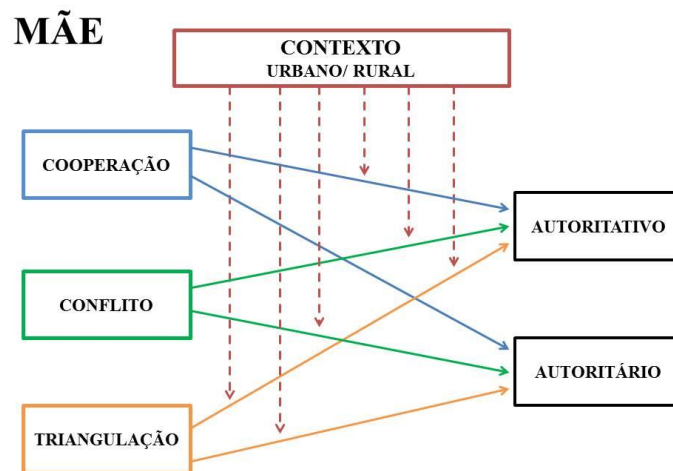 MÃE
CONTEXTO
URBANO/ RURAL
COOPERAÇÃO
AUTORITATIVO
CONFLITO
AUTORITÁRIO
TRIANGULAÇÃO